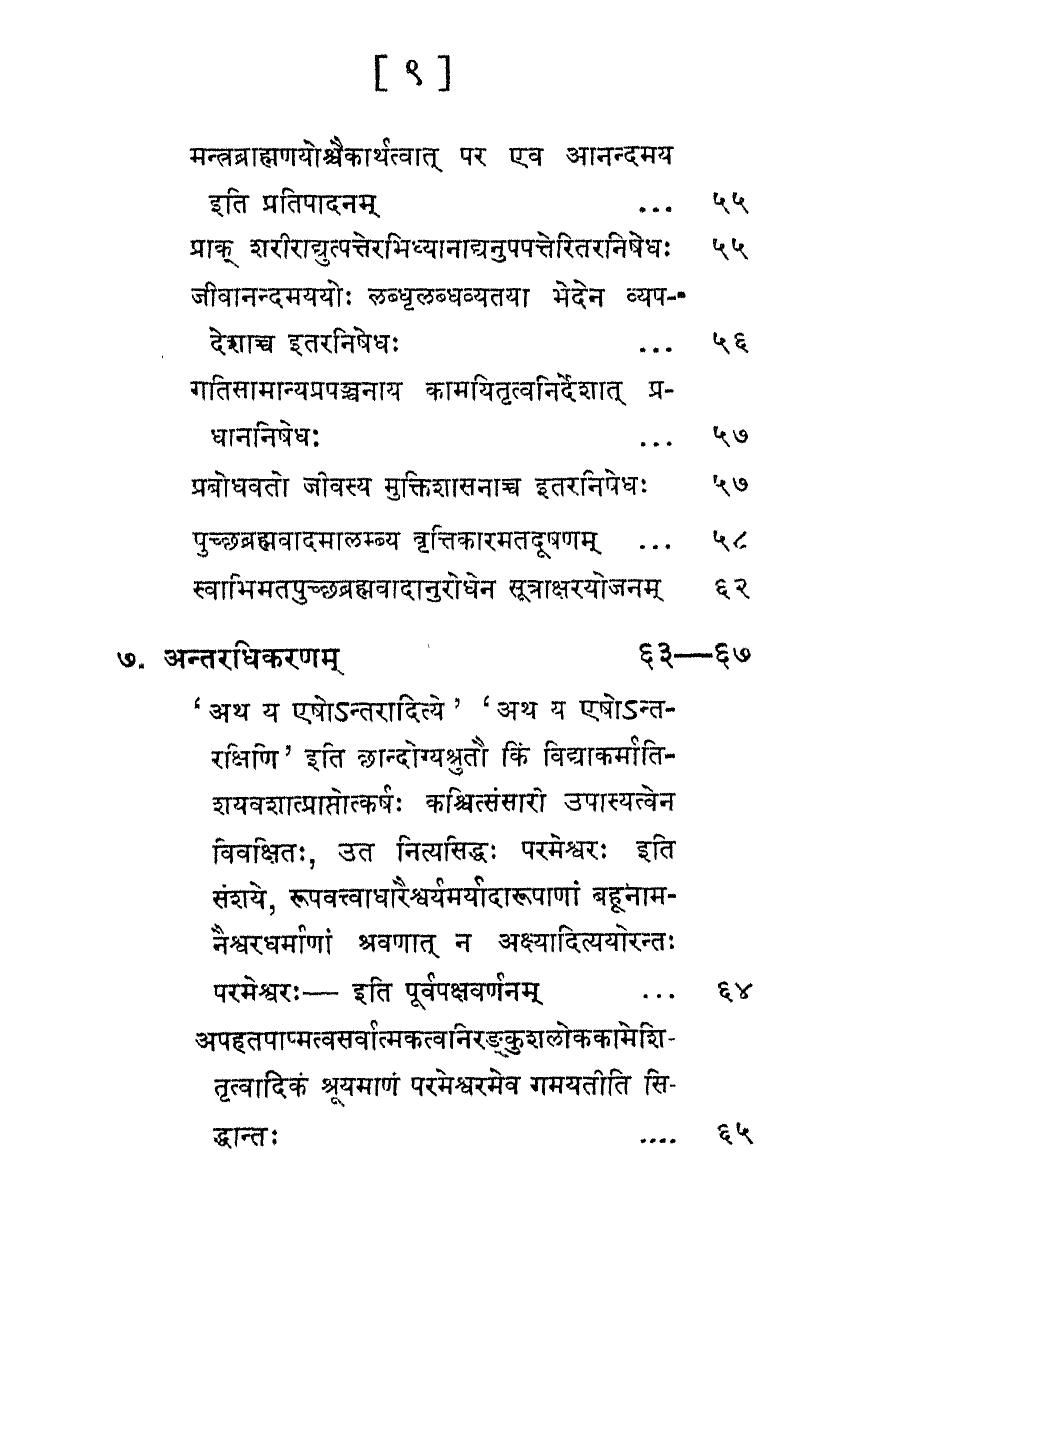 [ ९ ]
मन्त्रब्राह्मणयोश्चैकार्थत्वात् पर एव आनन्दमय
इति प्रतिपादनम् ... ५५
प्राक् शरीराद्युत्पत्तेरभिध्यानाद्यनुपपत्तेरितरनिषेधः ५५
जीवानन्दमययोः लब्धृलब्धव्यतया भेदेन व्यप-
देशाच्च इतरनिषेधः ... ५६
गतिसामान्यप्रपञ्चनाय कामयितृत्वनिर्देशात् प्र-
धाननिषेधः ... ५७
प्रबोधवतो जीवस्य मुक्तिशासनाच्च इतरनिषेधः ५७
पुच्छब्रह्मवादमालम्ब्य वृत्तिकारमतदूषणम् ... ५८
स्वाभिमतपुच्छब्रह्मवादानुरोधेन सूत्राक्षरयोजनम् ६२
७. अन्तरधिकरणम् ६३—६७
‘अथ य एषोऽन्तरादित्ये’ ‘अथ य एषोऽन्त-
रक्षिणि’ इति छान्दोग्यश्रुतौ किं विद्याकर्माति-
शयवशात्प्राप्तोत्कर्षः कश्चित्संसारी उपास्यत्वेन
विवक्षितः, उत नित्यसिद्धः परमेश्वरः इति
संशये, रूपवत्त्वाधारैश्वर्यमर्यादारूपाणां बहूनाम-
नैश्वरधर्माणां श्रवणात् न अक्ष्यादित्ययोरन्तः
परमेश्वरः— इति पूर्वपक्षवर्णनम् ... ६४
अपहतपाप्मत्वसर्वात्मकत्वनिरङ्कुशलोककामेशि-
तृत्वादिकं श्रूयमाणं परमेश्वरमेव गमयतीति सि-
द्धान्तः .... ६५